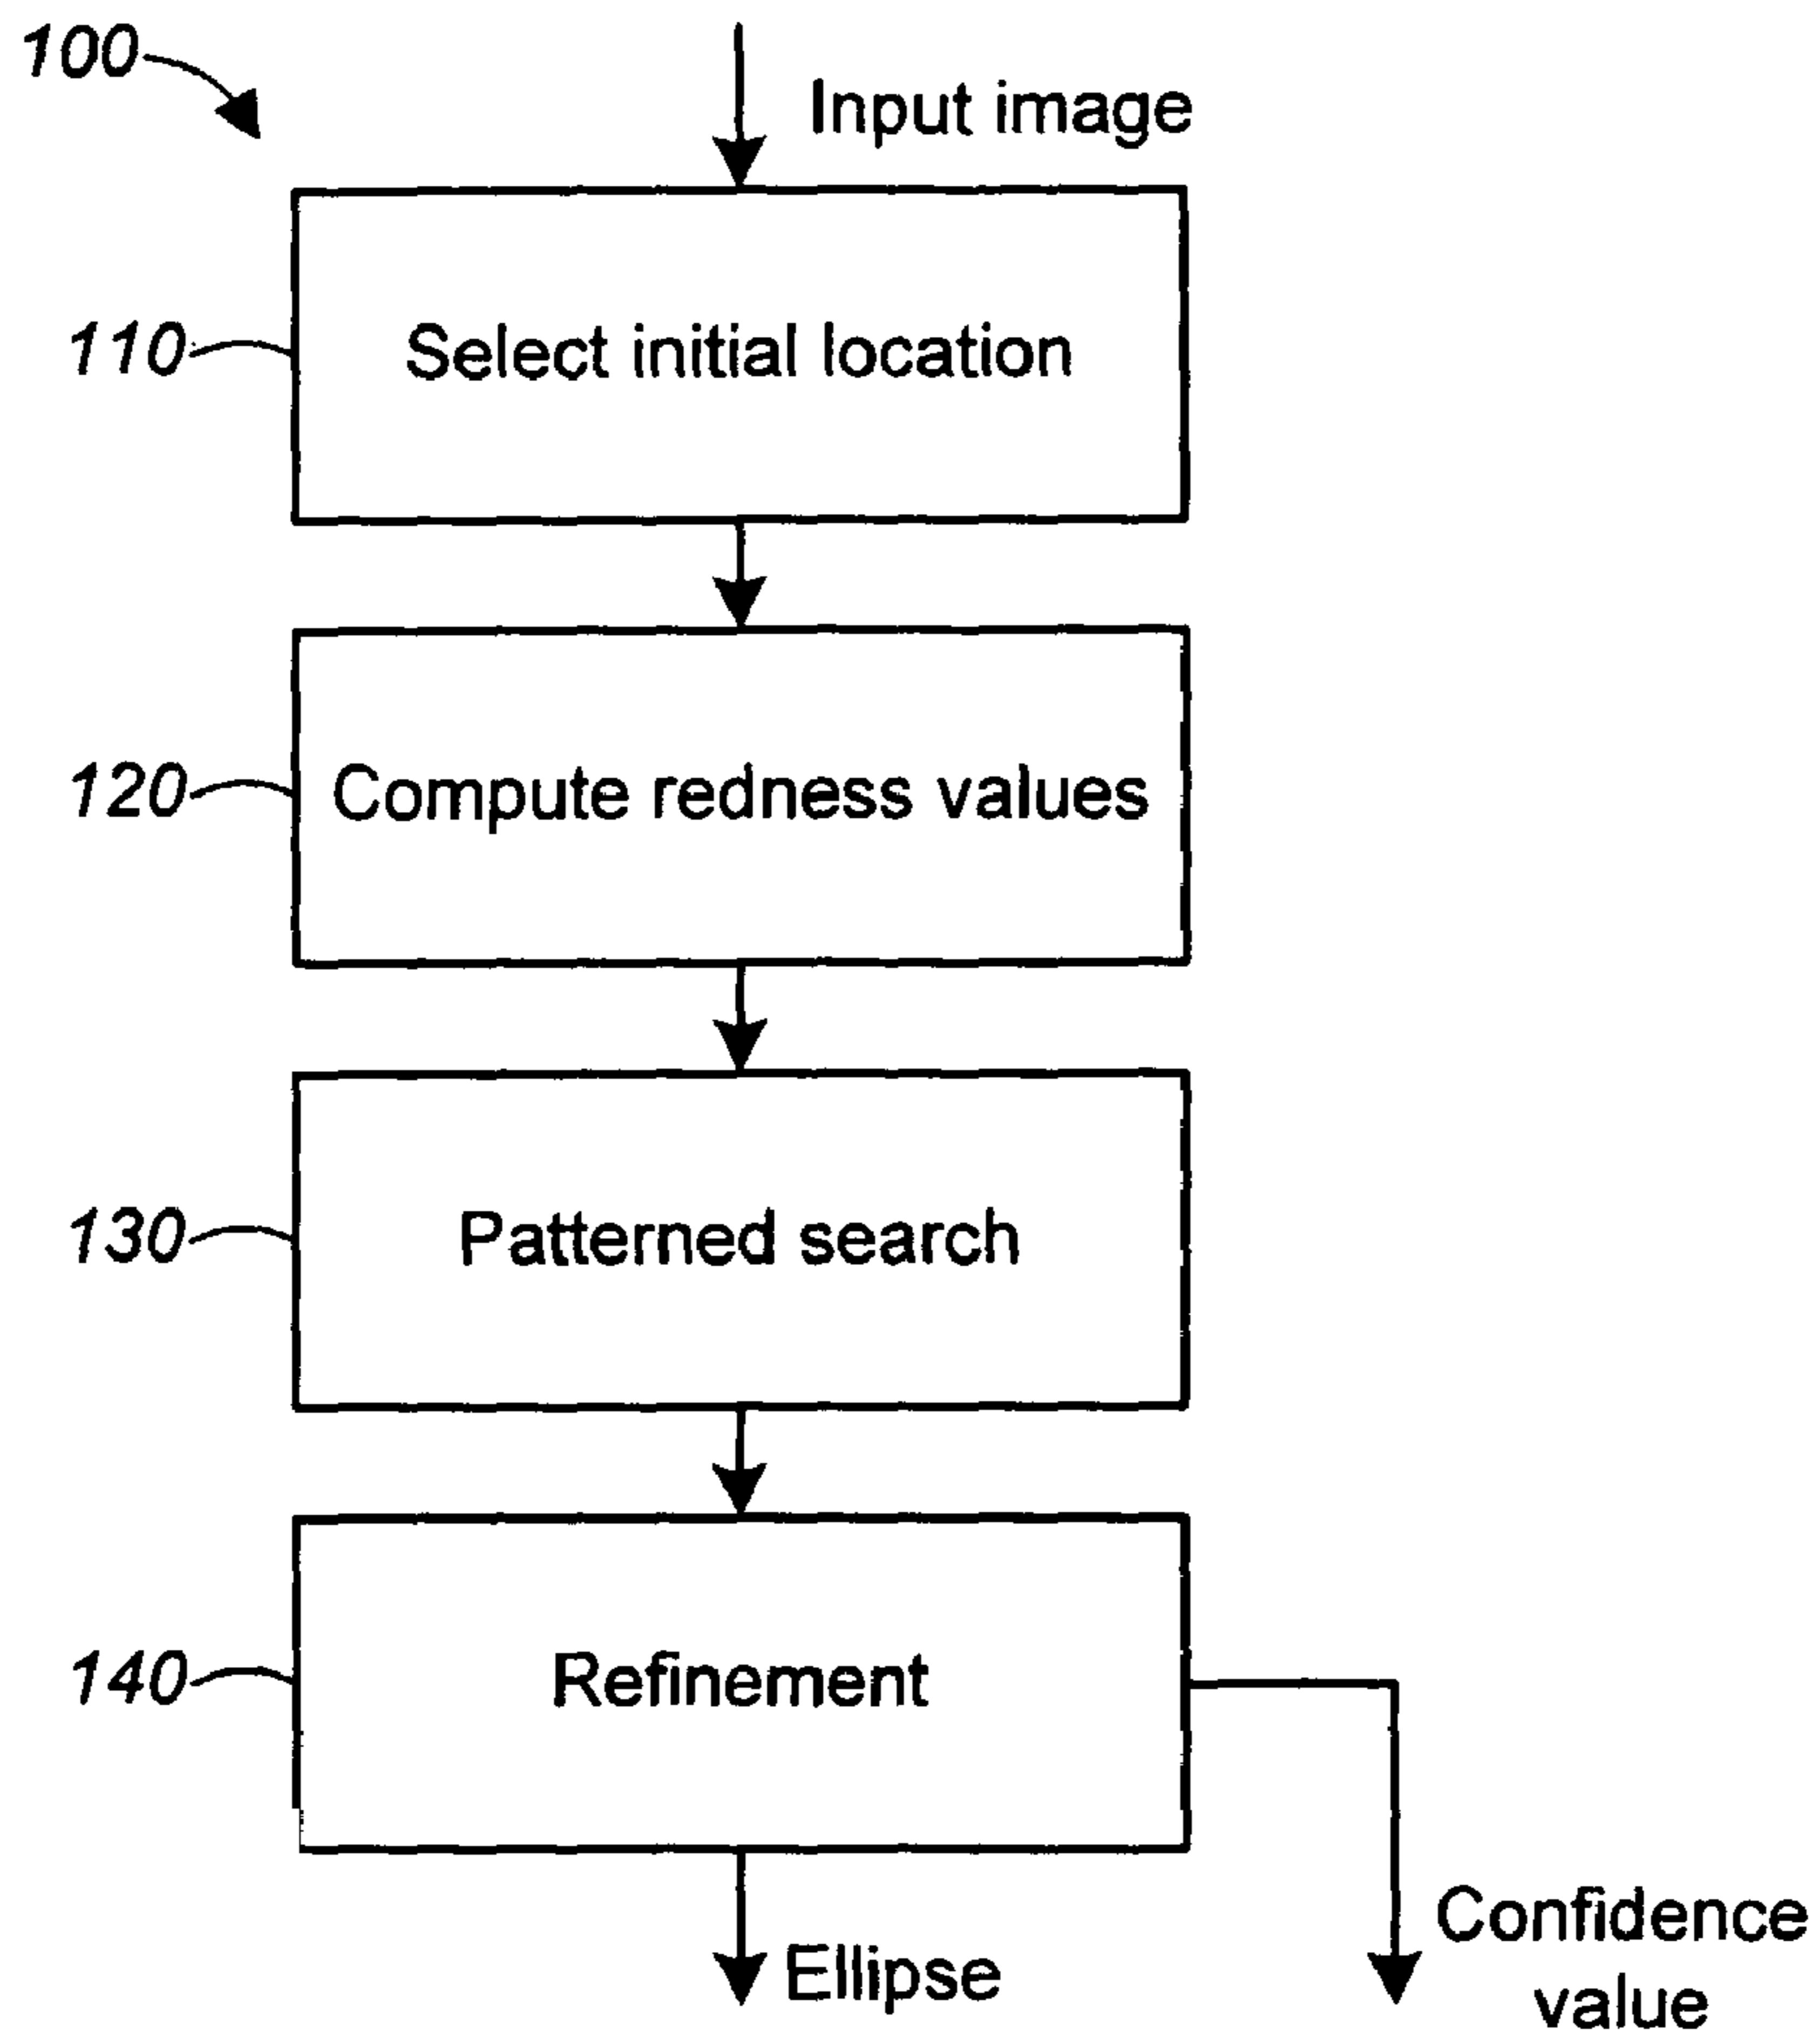 100
Input image
110
Select initial location
120
Compute redness values
130
Patterned search
140
Refinement
Ellipse
Confidence
value